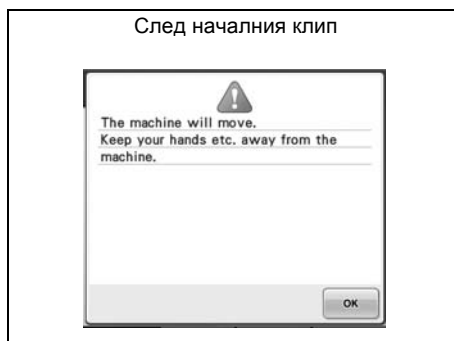 След началния клип
The machine will move.
Keep your hands etc. away from the
machine.
OK